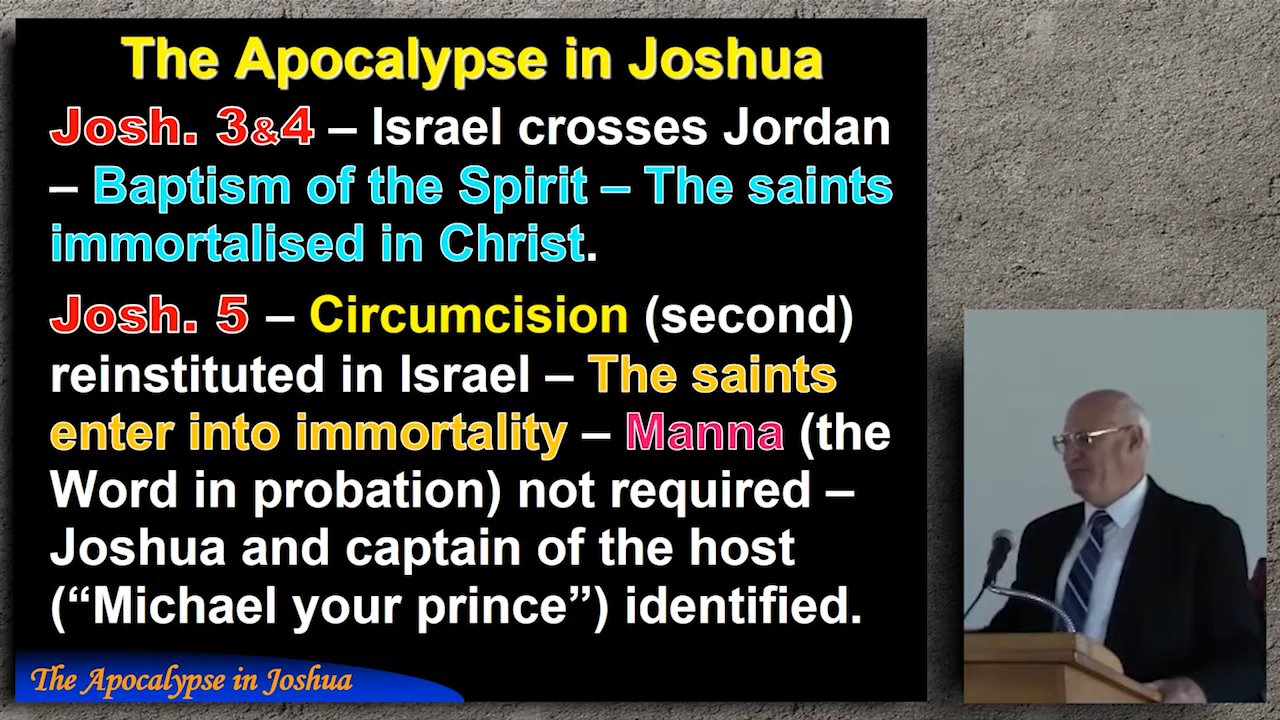 The Apocalypse in Joshua
Josh. 3&4 – Israel crosses Jordan
– Baptism of the Spirit – The saints
immortalised in Christ.
Josh. 5 – Circumcision (second)
reinstituted in Israel – The saints
enter into immortality – Manna (the
Word in probation) not required –
Joshua and captain of the host
(“Michael your prince”) identified.
The Apocalypse in Joshua